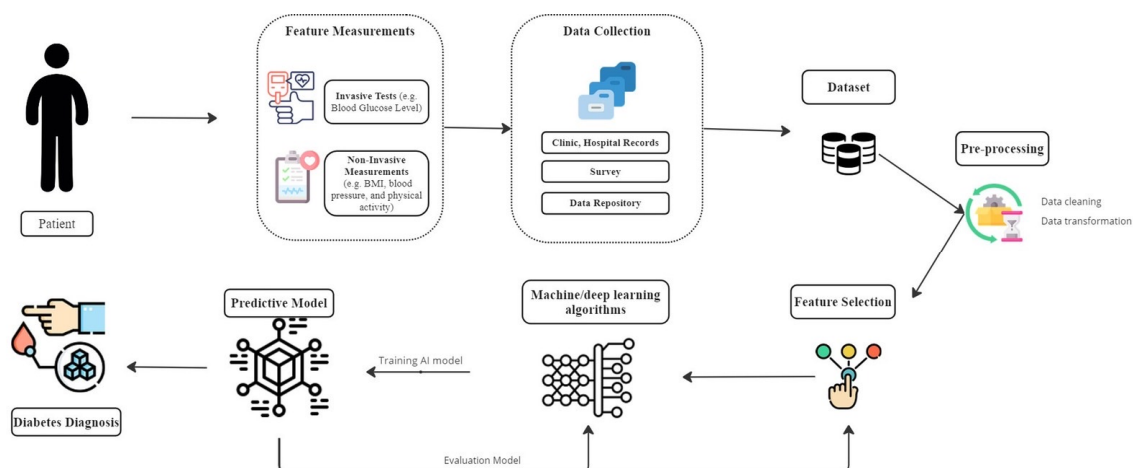 Feature Measurements
Invasive Tests (e.g.
Blood Glucose Level)
Non-Invasive
Measurements
(e.g. BMI, blood
pressure, and physical
activity)
Data Collection
Clinic, Hospital Records
Survey
Data Repository
Dataset
Pre-processing
Data cleaning
Data transformation
Patient
Feature Selection
Machine/deep learning
algorithms
Training AI model
Predictive Model
Diabetes Diagnosis
Evaluation Model